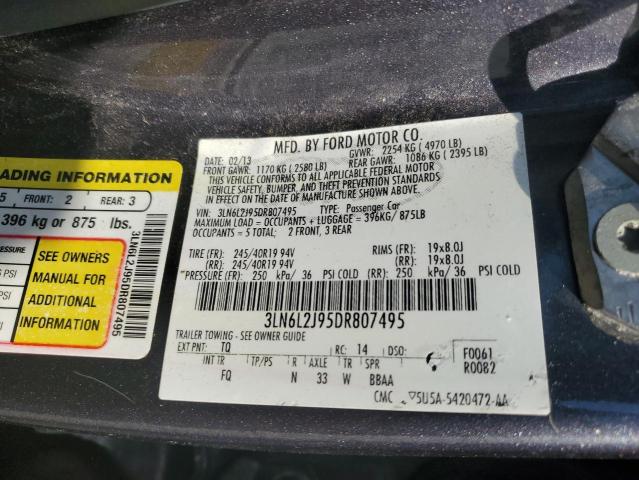 MFD. BY FORD MOTOR CO.
DATE: 02/13
GVWR: 2254 KG ( 4970 LB)
FRONT GAWR: 1170 KG ( 2580 LB)
REAR GAWR: 1086 KG ( 2395 LB)
THIS VEHICLE CONFORMS TO ALL APPLICABLE FEDERAL MOTOR
VEHICLE SAFETY, BUMPER, AND THEFT PREVENTION STANDARDS
IN EFFECT ON THE DATE OF MANUFACTURE SHOWN ABOVE.
VIN: 3LN6L2J95DR807495 TYPE: Passenger Car
MAXIMUM LOAD = OCCUPANTS + LUGGAGE = 396KG/ 875LB
OCCUPANTS = 5 TOTAL: 2 FRONT, 3 REAR
TIRE (FR): 245/40R19 94V RIMS (FR): 19x8.0J
(RR): 245/40R19 94V (RR): 19x8.0J
PRESSURE (FR): 250 kPa/ 36 PSI COLD (RR): 250 kPa/ 36 PSI COLD
3LN6L2J95DR807495
TRAILER TOWING - SEE OWNER GUIDE
EXT PNT: TQ RC: 14 DSO:
INT TR TP/PS R AXLE TR SPR
FQ N 33 W BBAA
F0061
R0082
CMC ▽5U5A-5420472-AA
ADING INFORMATION
5 FRONT: 2 REAR: 3
396 kg or 875 lbs.
PRESSURE
PSI
PSI
SEE OWNERS
MANUAL FOR
ADDITIONAL
INFORMATION
3LN6L2J95DR807495